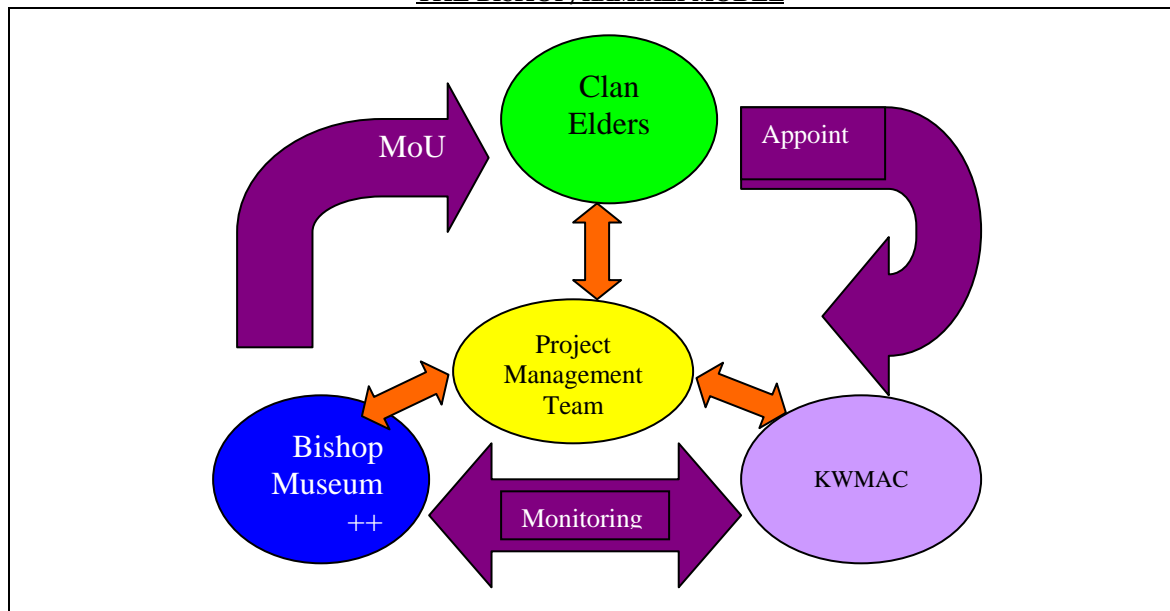 Clan
Elders
MoU
Appoint
Project
Management
Team
Bishop
Museum
++
Monitoring
KWMAC